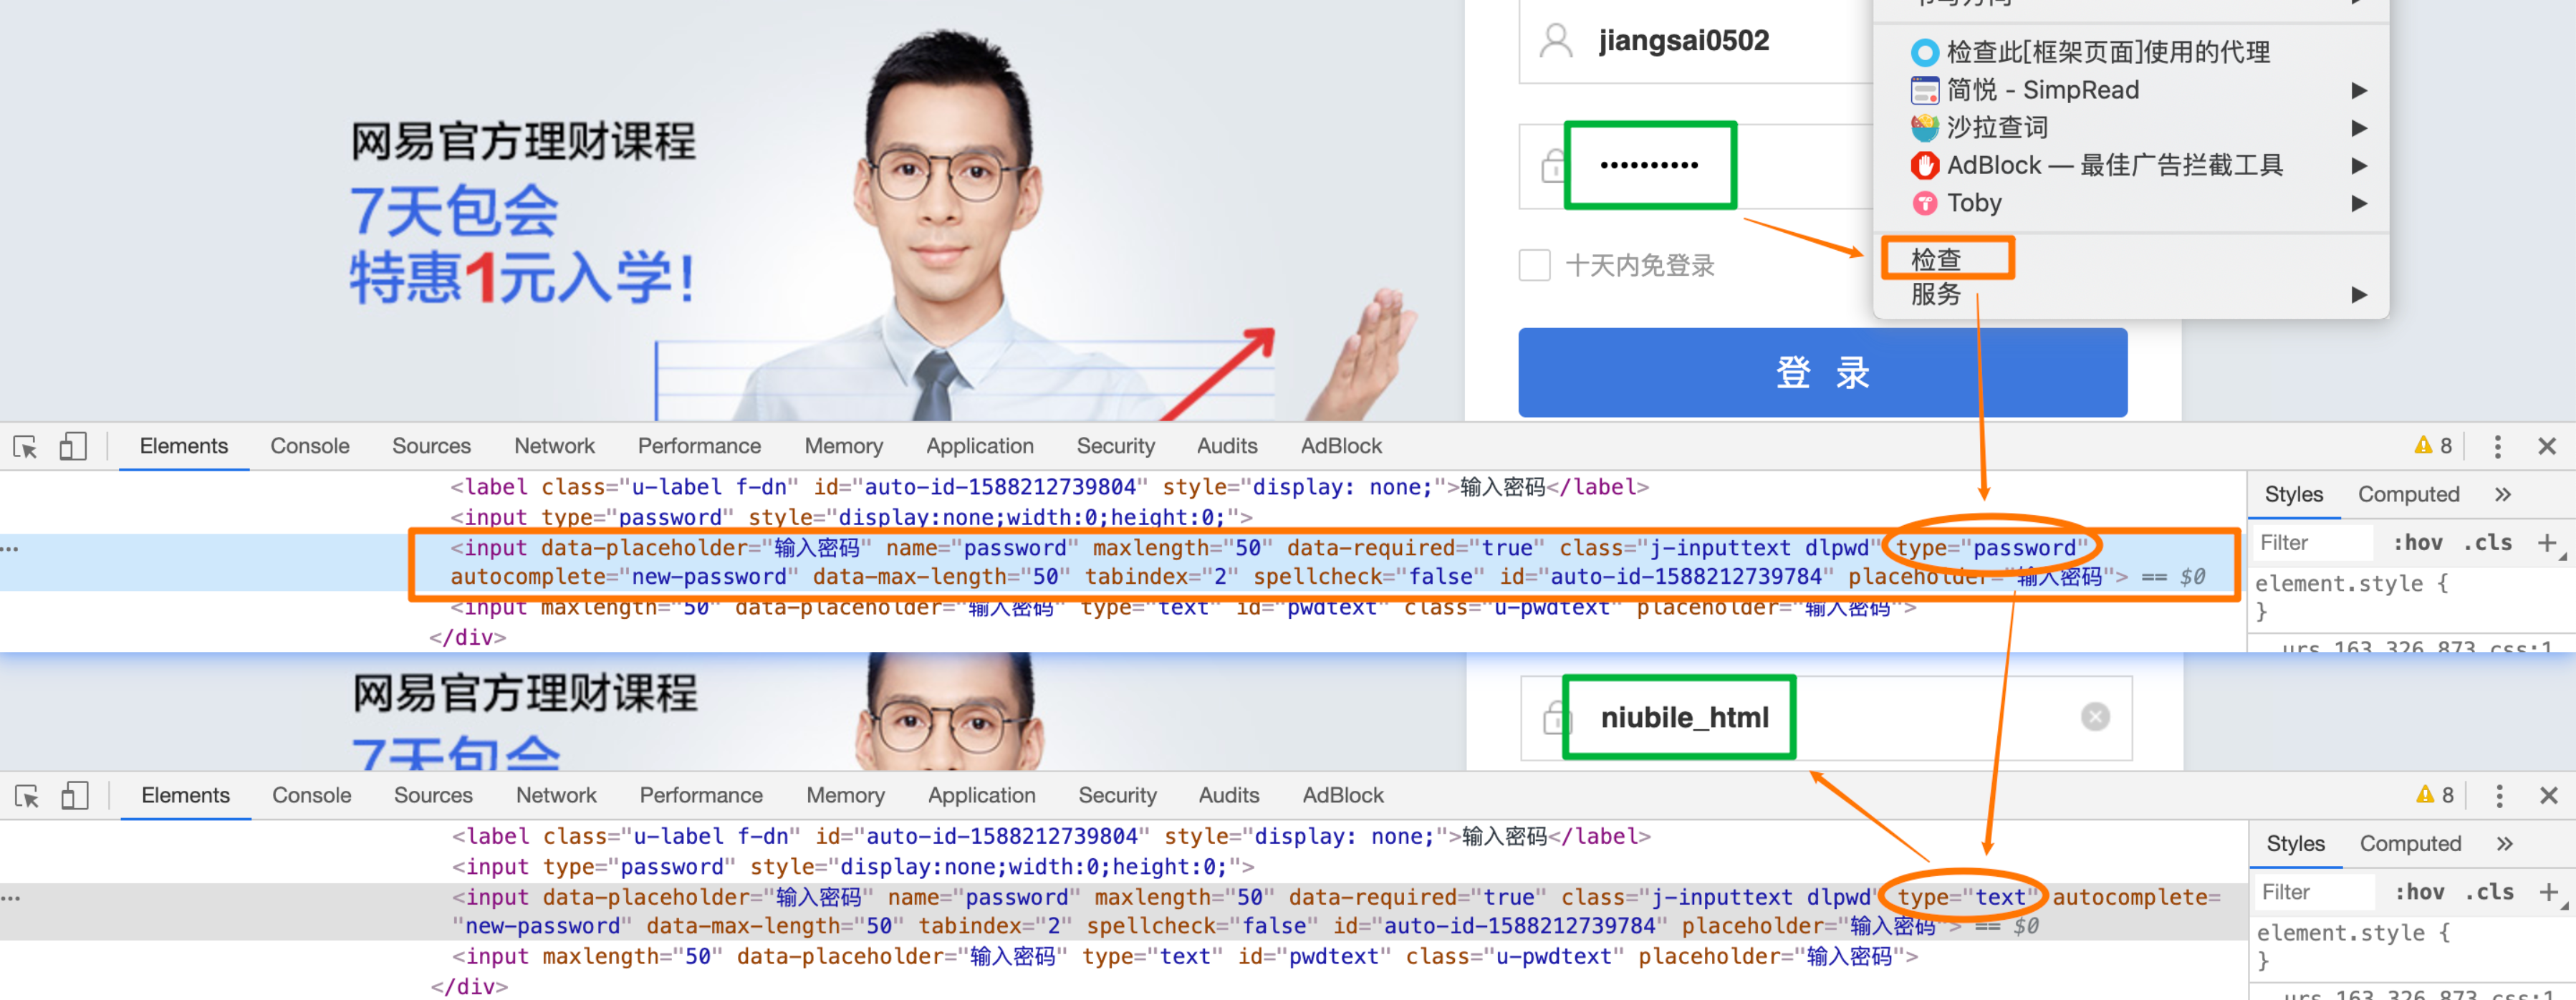 jiangsai0502
检查此[框架页面]使用的代理
简悦 - SimpRead
沙拉查词
AdBlock — 最佳广告拦截工具
Toby
检查
服务
网易官方理财课程
7天包会
特惠1元入学!
••••••••••
十天内免登录
登 录
Elements Console Sources Network Performance Memory Application Security Audits AdBlock 8
<label class="u-label f-dn" id="auto-id-1588212739804" style="display: none;">输入密码</label>
<input type="password" style="display:none;width:0;height:0;">
<input data-placeholder="输入密码" name="password" maxlength="50" data-required="true" class="j-inputtext dlpwd" type="password"
autocomplete="new-password" data-max-length="50" tabindex="2" spellcheck="false" id="auto-id-1588212739784" placeholder="输入密码"> == $0
<input maxlength="50" data-placeholder="输入密码" type="text" id="pwdtext" class="u-pwdtext" placeholder="输入密码">
</div>
Styles Computed »
Filter :hov .cls +
element.style {
}
urs 163 326 873 css:1
网易官方理财课程
7天包会
niubile_html
Elements Console Sources Network Performance Memory Application Security Audits AdBlock 8
<label class="u-label f-dn" id="auto-id-1588212739804" style="display: none;">输入密码</label>
<input type="password" style="display:none;width:0;height:0;">
<input data-placeholder="输入密码" name="password" maxlength="50" data-required="true" class="j-inputtext dlpwd" type="text" autocomplete=
"new-password" data-max-length="50" tabindex="2" spellcheck="false" id="auto-id-1588212739784" placeholder="输入密码"> == $0
<input maxlength="50" data-placeholder="输入密码" type="text" id="pwdtext" class="u-pwdtext" placeholder="输入密码">
</div>
Styles Computed »
Filter :hov .cls +
element.style {
}